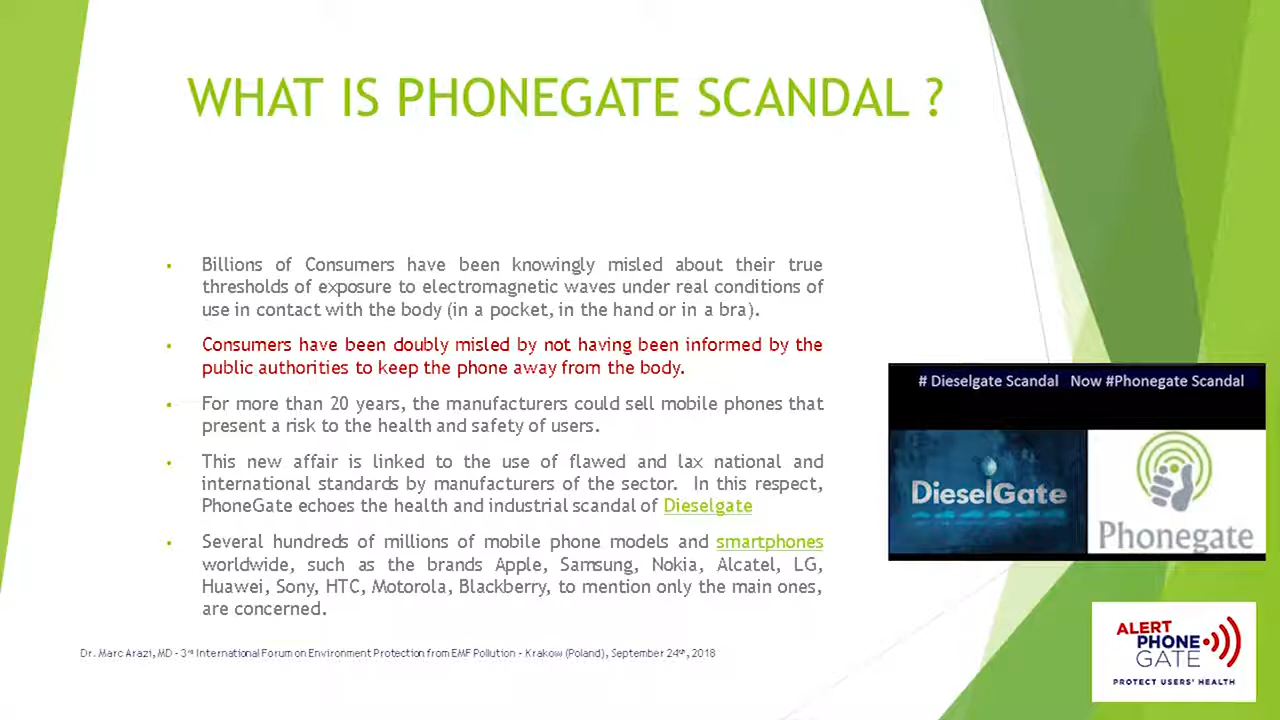 WHAT IS PHONEGATE SCANDAL ?
Billions of Consumers have been knowingly misled about their true
thresholds of exposure to electromagnetic waves under real conditions of
use in contact with the body (in a pocket, in the hand or in a bra).
Consumers have been doubly misled by not having been informed by the
public authorities to keep the phone away from the body.
For more than 20 years, the manufacturers could sell mobile phones that
present a risk to the health and safety of users.
This new affair is linked to the use of flawed and lax national and
international standards by manufacturers of the sector. In this respect,
PhoneGate echoes the health and industrial scandal of Dieselgate
Several hundreds of millions of mobile phone models and smartphones
worldwide, such as the brands Apple, Samsung, Nokia, Alcatel, LG,
Huawei, Sony, HTC, Motorola, Blackberry, to mention only the main ones,
are concerned.
# Dieselgate Scandal Now #Phonegate Scandal
DieselGate
Phonegate
ALERT
PHONE
GATE
PROTECT USERS' HEALTH
Dr. Marc Arazi, MD - 3rd International Forum on Environment Protection from EMF Pollution - Krakow (Poland), September 24th, 2018